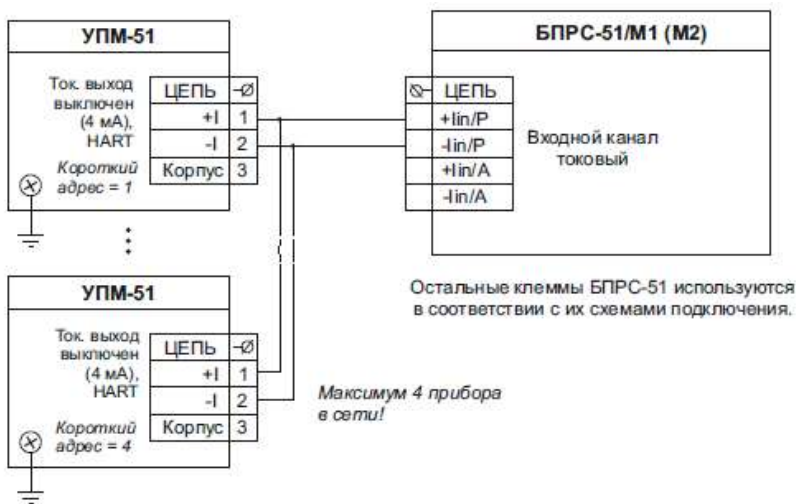 УПМ-51
Ток. выход
выключен
(4 мА),
HART
Короткий
адрес = 1
ЦЕПЬ
+I 1
-I 2
Корпус 3
БПРС-51/М1 (М2)
ЦЕПЬ
+Iin/P
-Iin/P
+Iin/A
-Iin/A
Входной канал
токовый
Остальные клеммы БПРС-51 используются
в соответствии с их схемами подключения.
УПМ-51
Ток. выход
выключен
(4 мА),
HART
Короткий
адрес = 4
ЦЕПЬ
+I 1
-I 2
Корпус 3
Максимум 4 прибора
в сети!